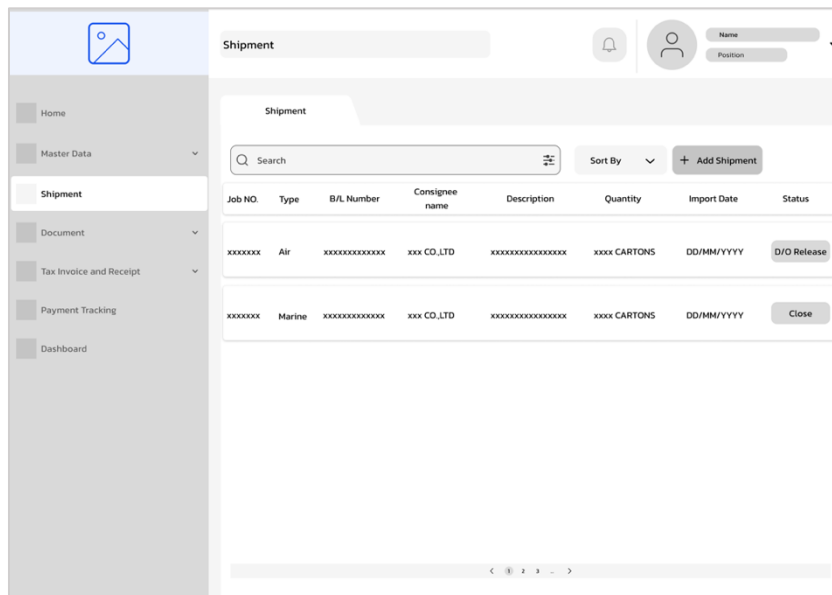 Shipment
Name
Position
Home
Master Data
Shipment
Document
Tax Invoice and Receipt
Payment Tracking
Dashboard
Shipment
Search
Sort By
+ Add Shipment
Job NO. Type B/L Number Consignee name Description Quantity Import Date Status
xxxxxxx Air xxxxxxxxxxxxx xxx CO.,LTD xxxxxxxxxxxxxxxx xxxx CARTONS DD/MM/YYYY D/O Release
xxxxxxx Marine xxxxxxxxxxxxx xxx CO.,LTD xxxxxxxxxxxxxxxx xxxx CARTONS DD/MM/YYYY Close
< 1 2 3 ... >